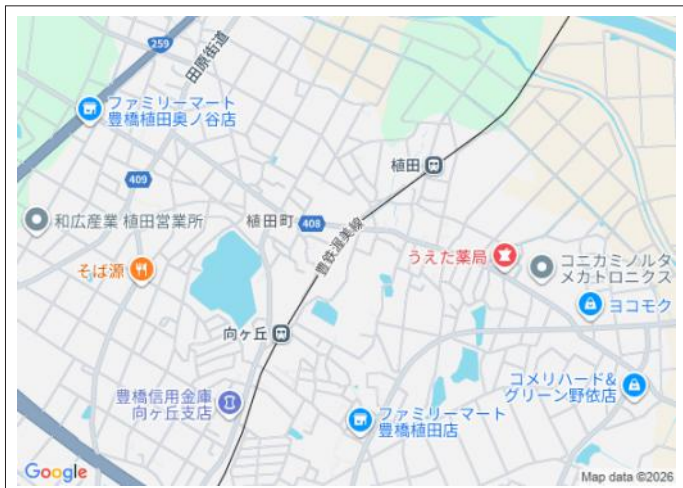 259
田原街道
ファミリーマート
豊橋植田奥ノ谷店
植田
409
和広産業 植田営業所
植田町
408
豊鉄渥美線
うえた薬局
コニカミノルタ
メカトロニクス
そば源
ヨコモク
向ヶ丘
豊橋信用金庫
向ヶ丘支店
コメリハード&
グリーン野依店
ファミリーマート
豊橋植田店
Google
Map data ©2026